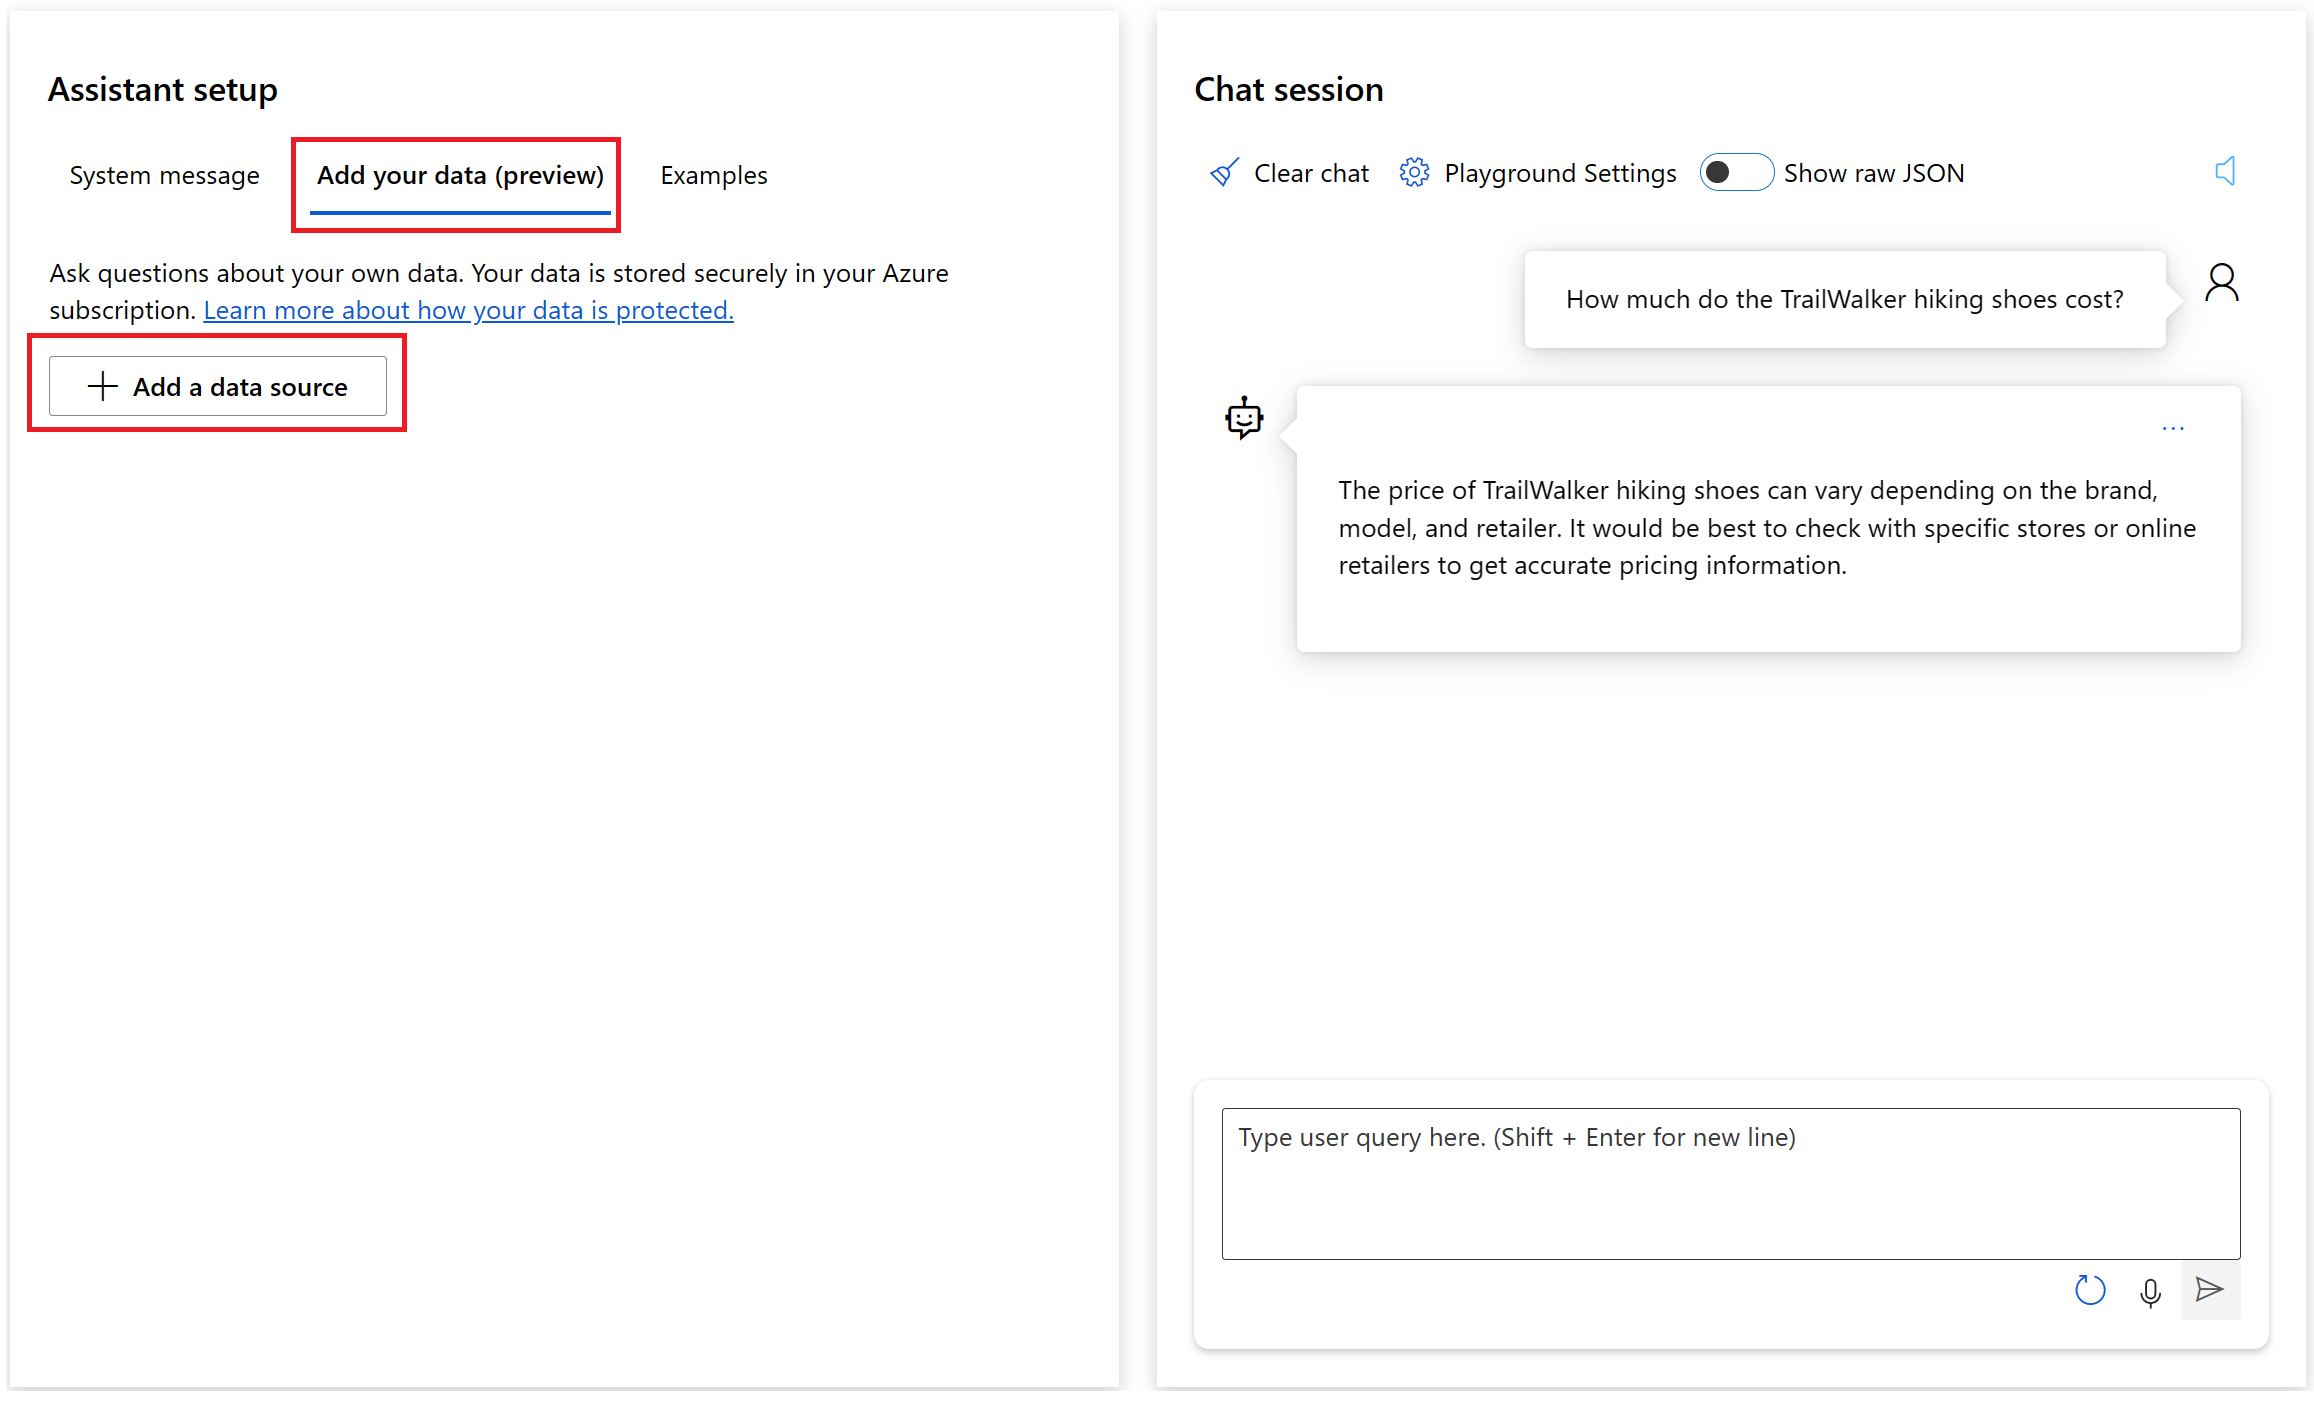 Assistant setup
System message
Add your data (preview)
Examples
Ask questions about your own data. Your data is stored securely in your Azure
subscription. Learn more about how your data is protected.
Add a data source
Chat session
Clear chat
Playground Settings
Show raw JSON
How much do the TrailWalker hiking shoes cost?
...
The price of TrailWalker hiking shoes can vary depending on the brand,
model, and retailer. It would be best to check with specific stores or online
retailers to get accurate pricing information.
Type user query here. (Shift + Enter for new line)